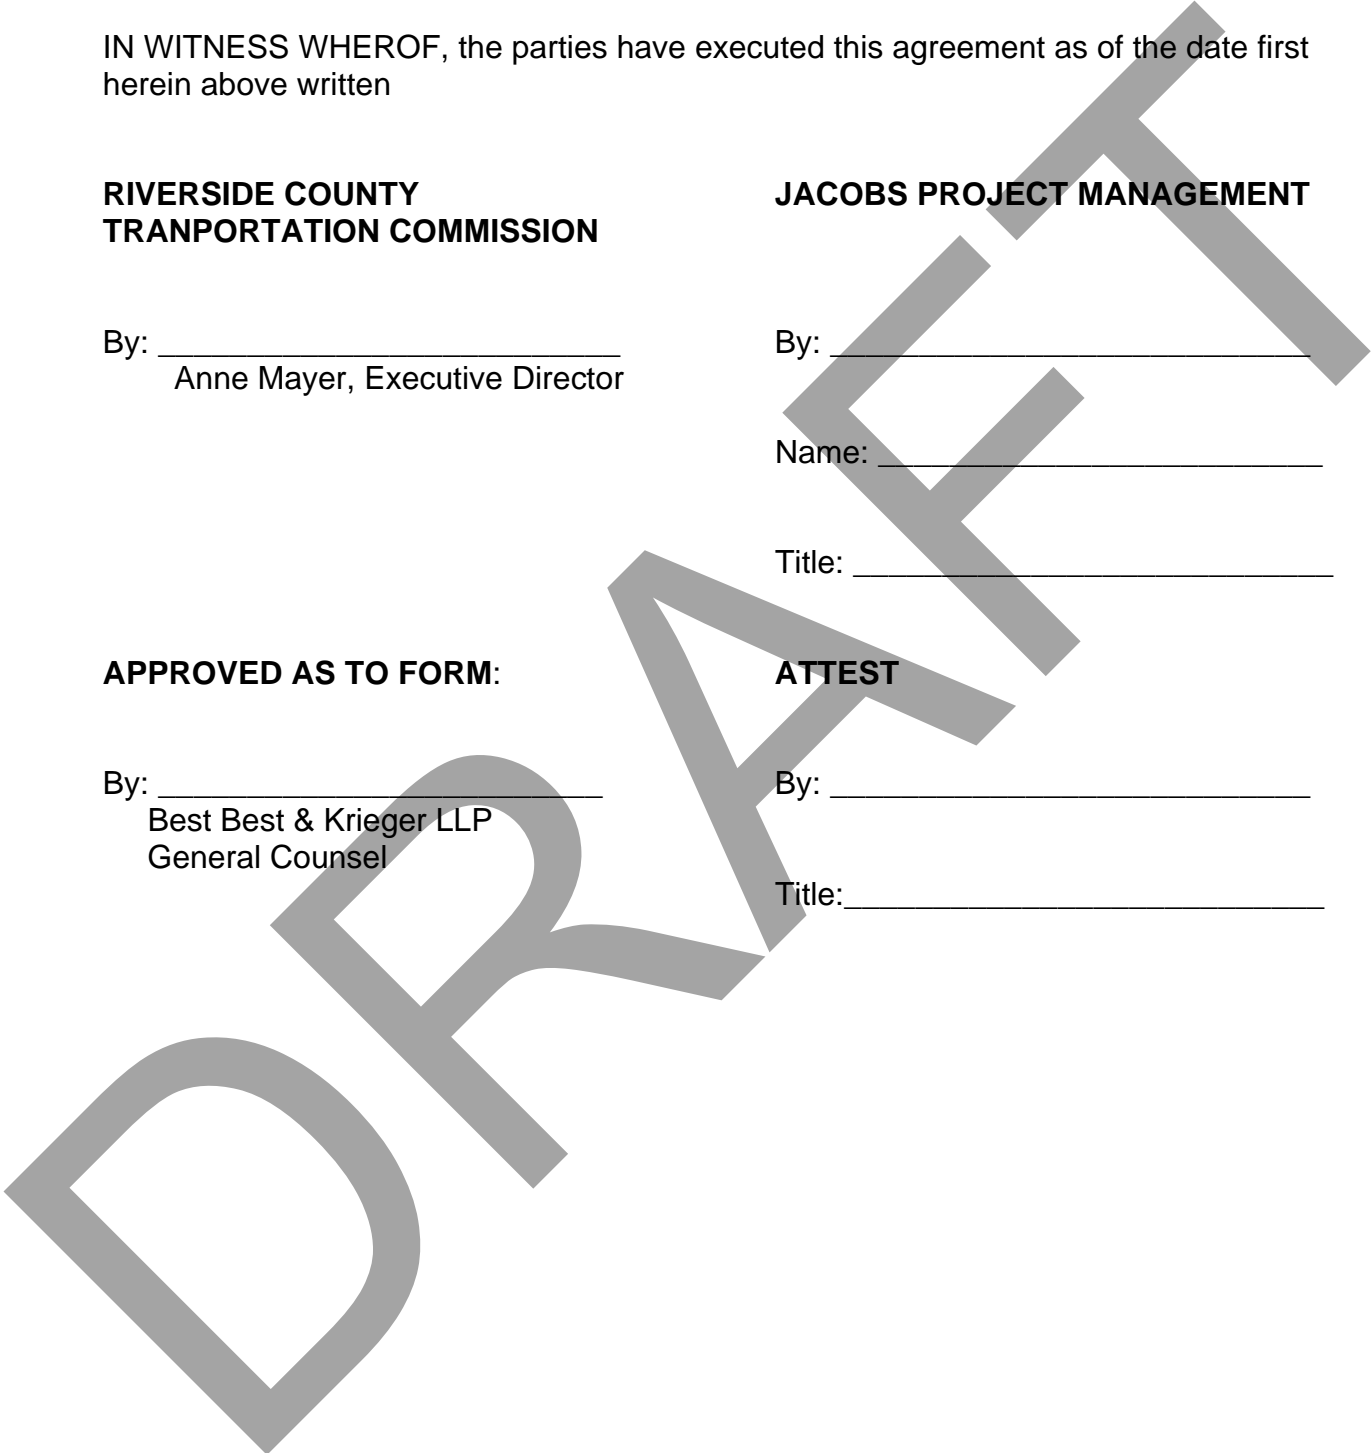 IN WITNESS WHEROF, the parties have executed this agreement as of the date first
herein above written
RIVERSIDE COUNTY
TRANPORTATION COMMISSION
By: __________________________
Anne Mayer, Executive Director
APPROVED AS TO FORM:
By: _________________________
Best Best & Krieger LLP
General Counsel
JACOBS PROJECT MANAGEMENT
By: ___________________________
Name: _________________________
Title: ___________________________
ATTEST
By: ___________________________
Title:___________________________
DRAFT